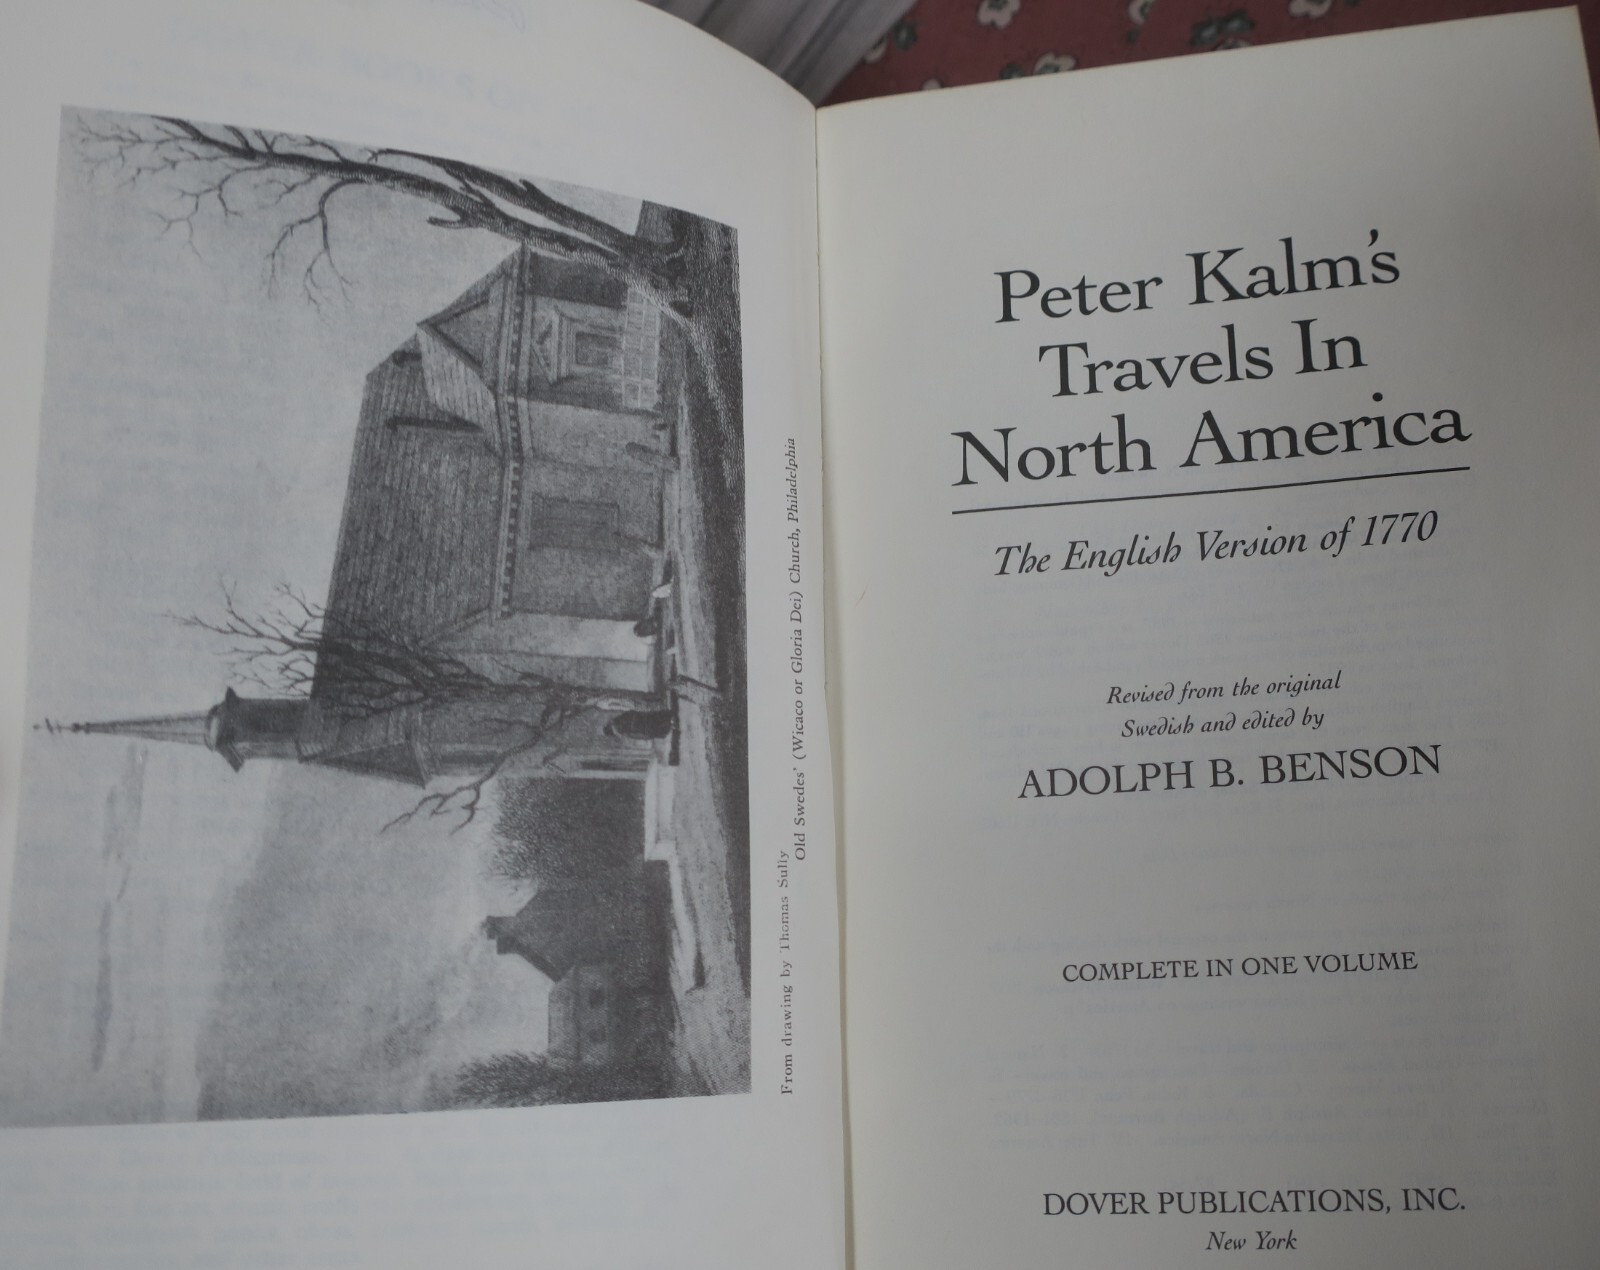 From drawing by Thomas Sully
Old Swedes' (Wicaco or Gloria Dei) Church, Philadelphia
Peter Kalm's
Travels In
North America
The English Version of 1770
Revised from the original
Swedish and edited by
ADOLPH B. BENSON
COMPLETE IN ONE VOLUME
DOVER PUBLICATIONS, INC.
New York